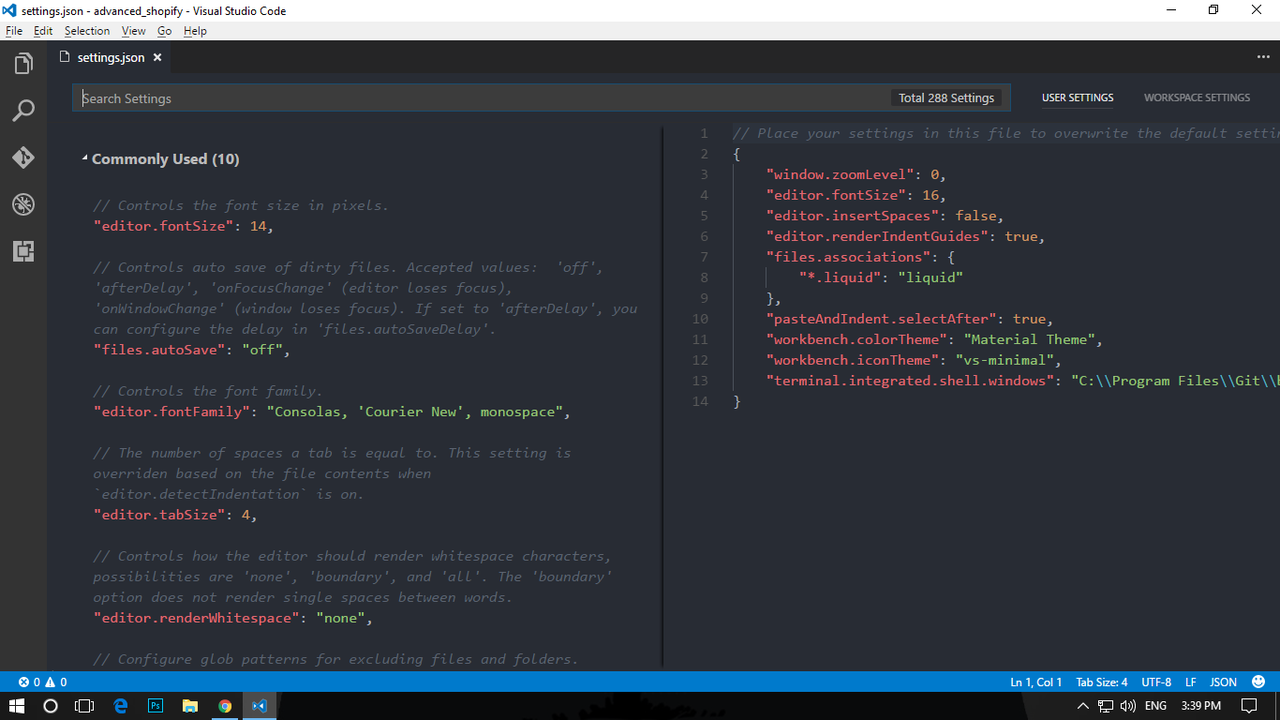 settings.json - advanced_shopify - Visual Studio Code
File Edit Selection View Go Help
settings.json
Search Settings
Total 288 Settings
USER SETTINGS
WORKSPACE SETTINGS
Commonly Used (10)
// Controls the font size in pixels.
"editor.fontSize": 14,
// Controls auto save of dirty files. Accepted values:  'off',
'afterDelay', 'onFocusChange' (editor loses focus),
'onWindowChange' (window loses focus). If set to 'afterDelay', you
can configure the delay in 'files.autoSaveDelay'.
"files.autoSave": "off",
// Controls the font family.
"editor.fontFamily": "Consolas, 'Courier New', monospace",
// The number of spaces a tab is equal to. This setting is
overriden based on the file contents when
`editor.detectIndentation` is on.
"editor.tabSize": 4,
// Controls how the editor should render whitespace characters,
possibilities are 'none', 'boundary', and 'all'. The 'boundary'
option does not render single spaces between words.
"editor.renderWhitespace": "none",
// Configure glob patterns for excluding files and folders.
1 // Place your settings in this file to overwrite the default settin
2 {
3 "window.zoomLevel": 0,
4 "editor.fontSize": 16,
5 "editor.insertSpaces": false,
6 "editor.renderIndentGuides": true,
7 "files.associations": {
8 "*.liquid": "liquid"
9 },
10 "pasteAndIndent.selectAfter": true,
11 "workbench.colorTheme": "Material Theme",
12 "workbench.iconTheme": "vs-minimal",
13 "terminal.integrated.shell.windows": "C:\\Program Files\\Git\\
14 }
0 0
Ln 1, Col 1 Tab Size: 4 UTF-8 LF JSON
Ps
ENG 3:39 PM